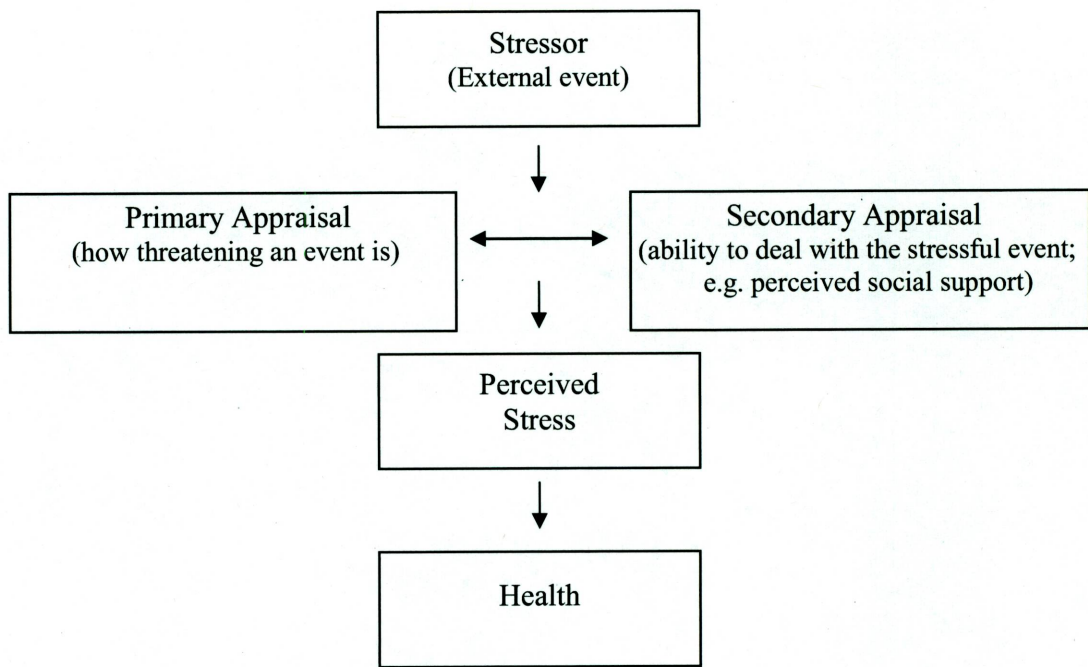 Stressor
(External event)
Primary Appraisal
(how threatening an event is)
Secondary Appraisal
(ability to deal with the stressful event;
e.g. perceived social support)
Perceived
Stress
Health